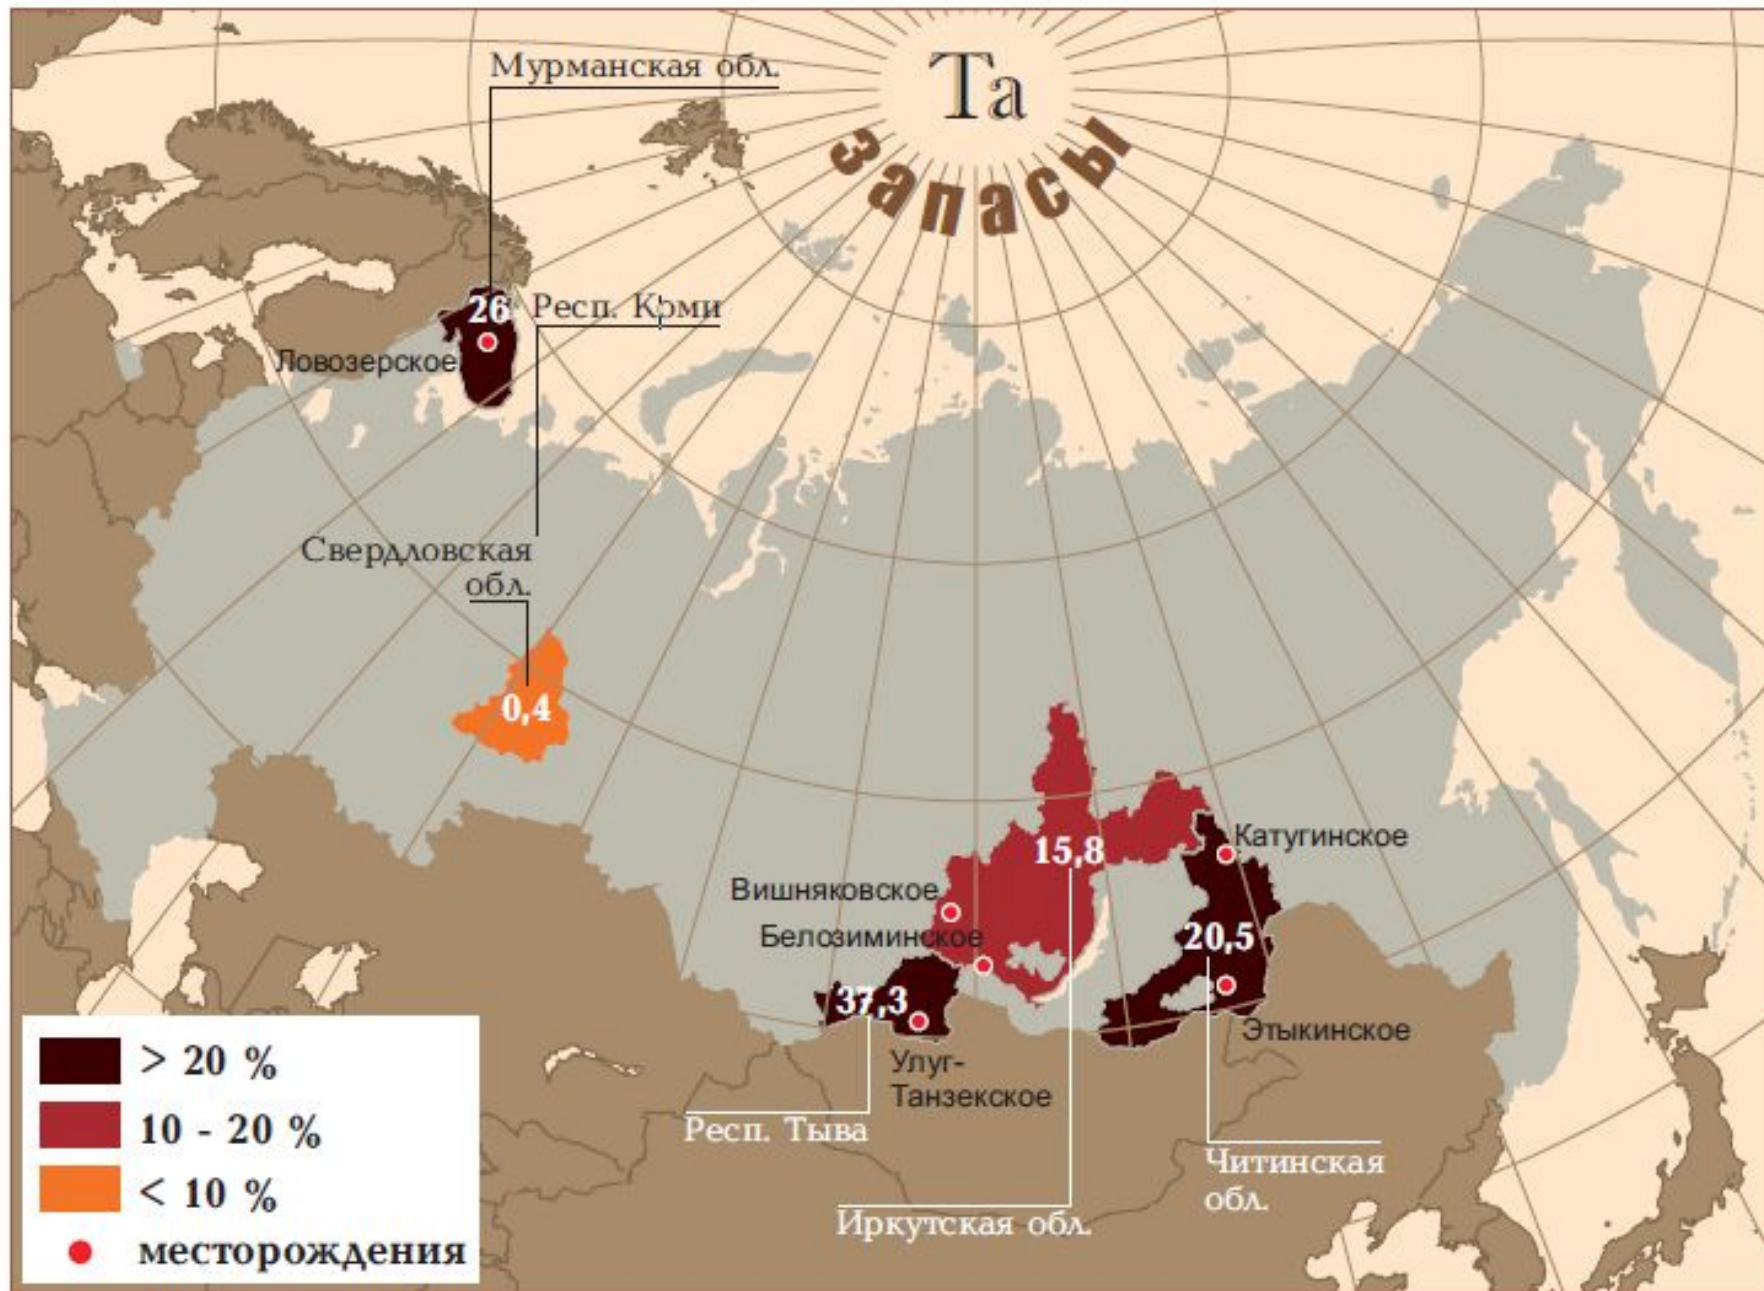 Та
запасы
Мурманская обл.
26
Ловозерское
Респ. Коми
Свердловская
обл.
0,4
15,8
Катугинское
Вишняковское
Белозиминское
20,5
37,3
Этыкинское
Улуг-
Танзекское
Респ. Тыва
Читинская
обл.
Иркутская обл.
> 20 %
10 - 20 %
< 10 %
месторождения